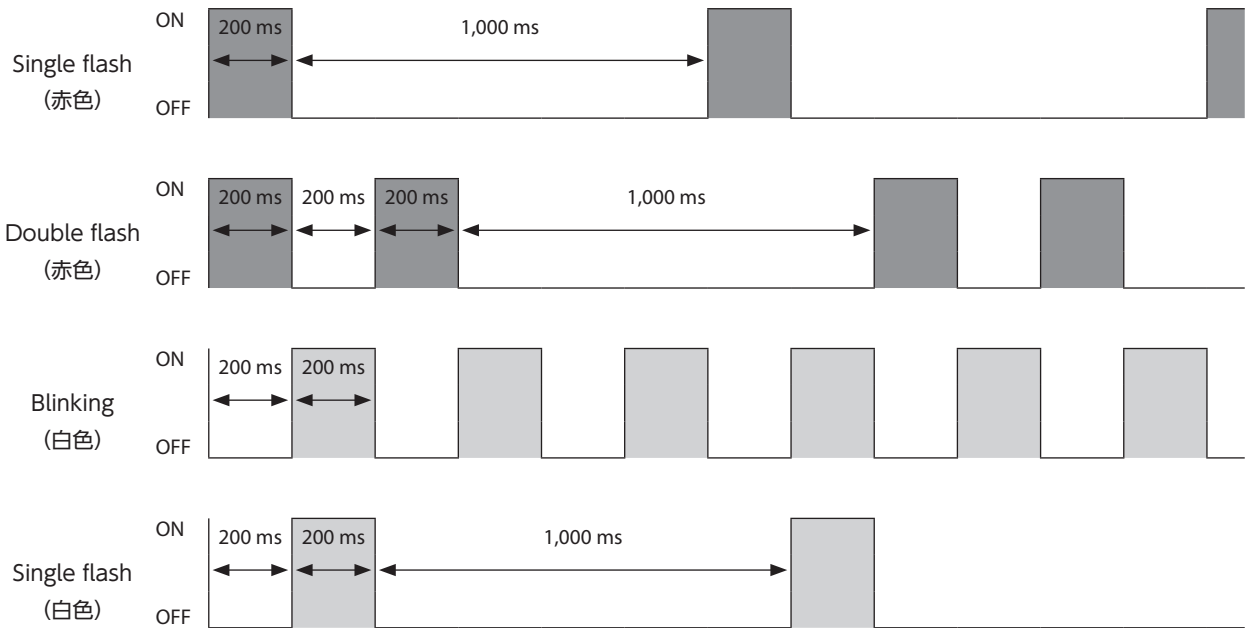 ON
200 ms
1,000 ms
Single flash
（赤色）
OFF
ON
200 ms
200 ms
200 ms
1,000 ms
Double flash
（赤色）
OFF
ON
200 ms
200 ms
Blinking
（白色）
OFF
ON
200 ms
200 ms
1,000 ms
Single flash
（白色）
OFF